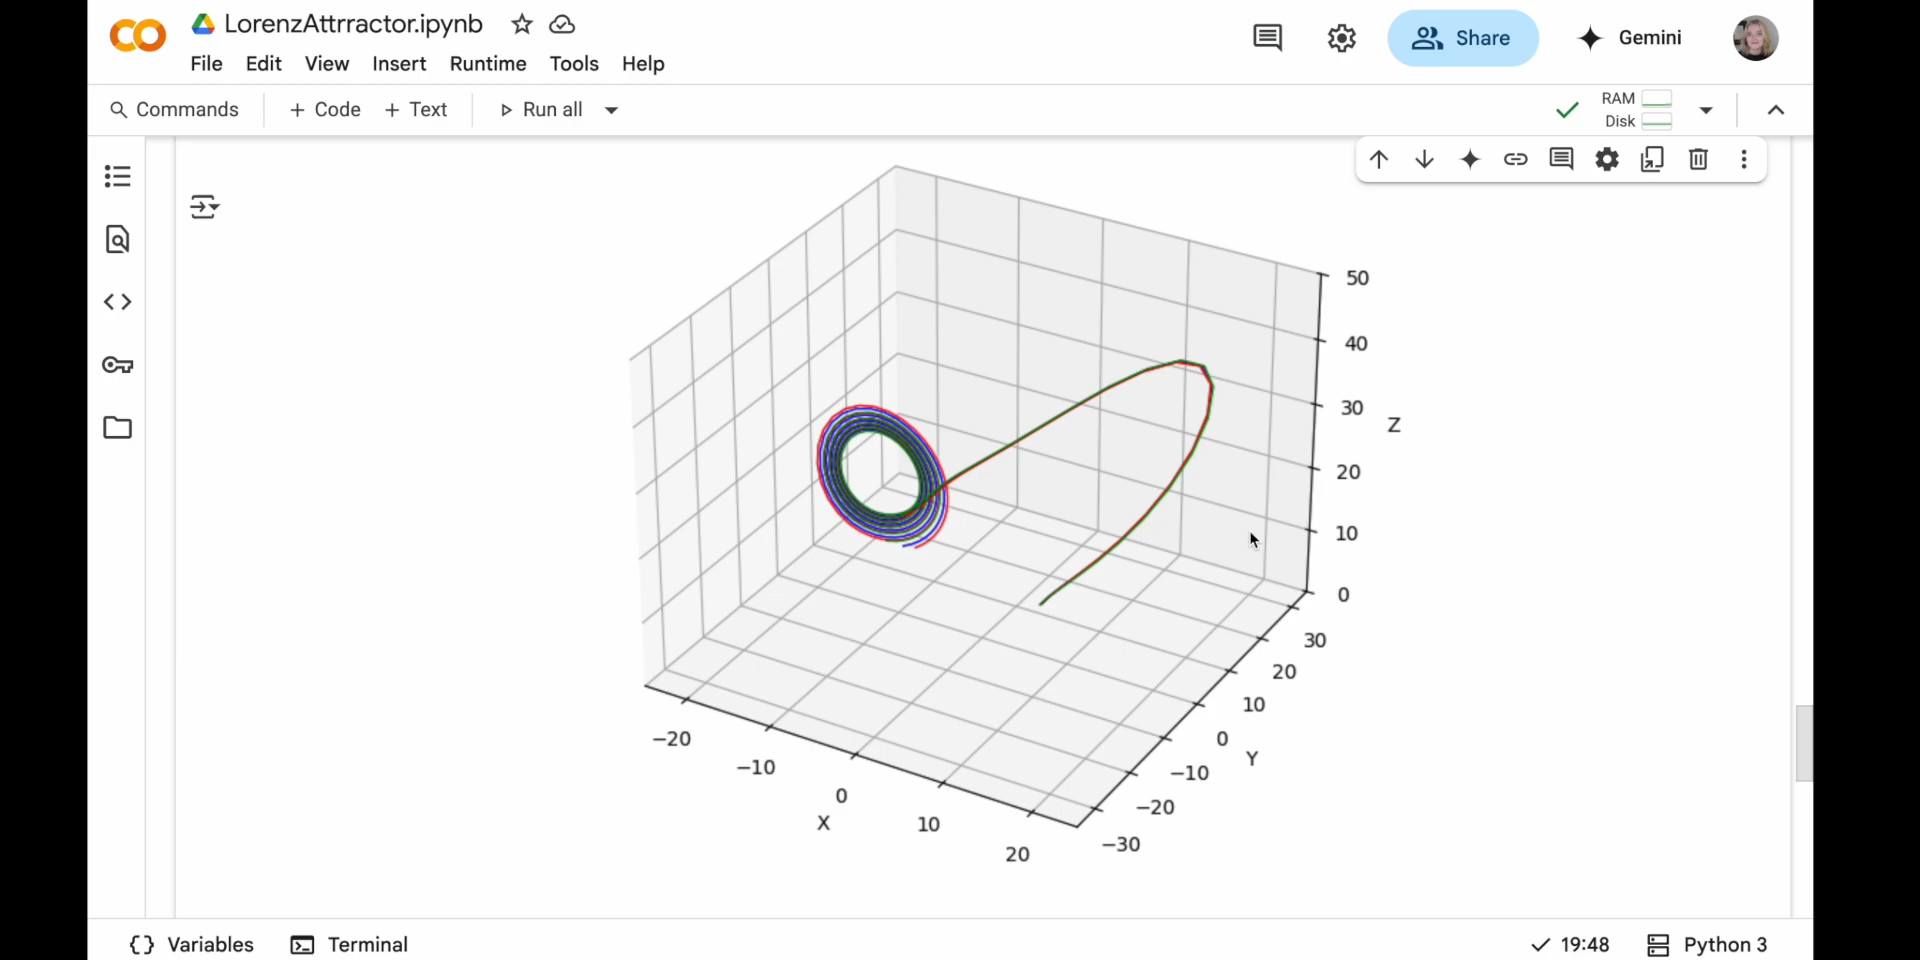 LorenzAttrractor.ipynb
Share
Gemini
File Edit View Insert Runtime Tools Help
Commands + Code + Text Run all
RAM
Disk
50
40
30
20
10
0
Z
30
20
10
0
−10
−20
−30
Y
−20
−10
0
10
20
X
{} Variables Terminal
19:48 Python 3